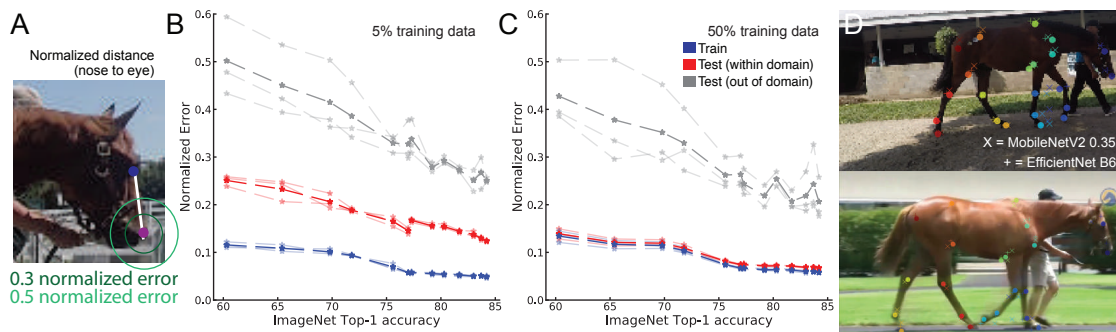 A
Normalized distance
(nose to eye)
0.3 normalized error
0.5 normalized error
B
5% training data
Normalized Error
0.6
0.5
0.4
0.3
0.2
0.1
0.0
60
65
70
75
80
85
ImageNet Top-1 accuracy
C
50% training data
Train
Test (within domain)
Test (out of domain)
Normalized Error
0.6
0.5
0.4
0.3
0.2
0.1
0.0
60
65
70
75
80
85
ImageNet Top-1 accuracy
D
X = MobileNetV2 0.35
+ = EfficientNet B6